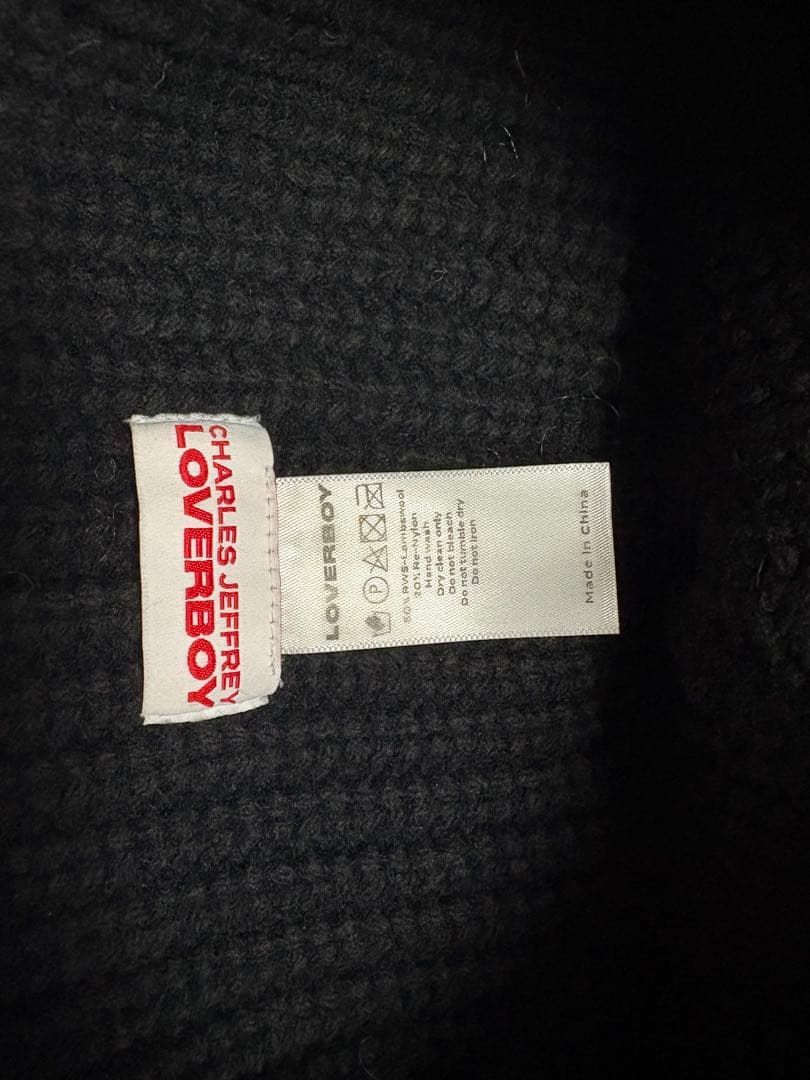 CHARLES JEFFREY
LOVERBOY
LOVERBOY
P
RWS-Lambswool
20% Re-Nylon
Hand wash
Dry clean only
Do not bleach
Do not tumble dry
Do not Iron
Made In China